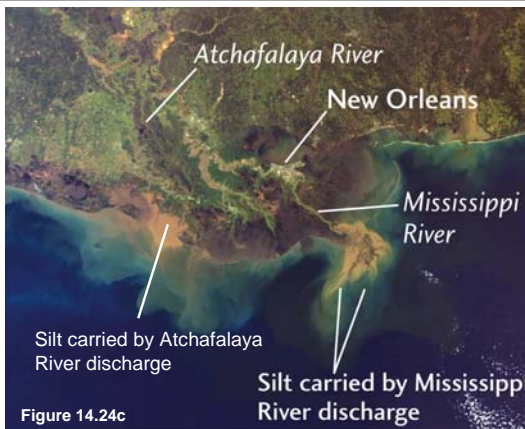 Atchafalaya River
New Orleans
Mississippi
River
Silt carried by Atchafalaya
River discharge
Silt carried by Mississipp
River discharge
Figure 14.24c